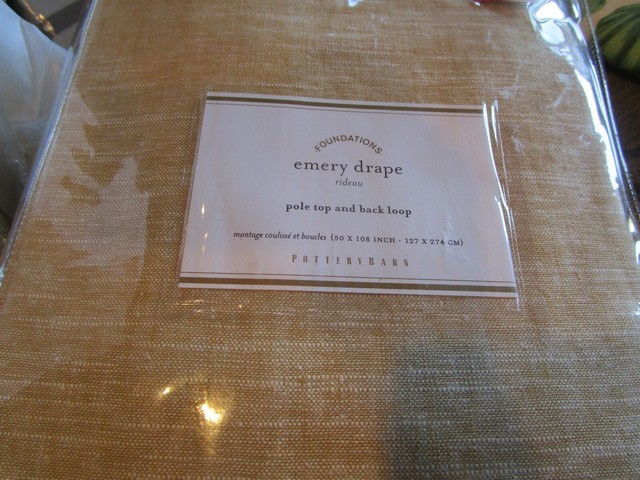 FOUNDATIONS
emery drape
rideau
pole top and back loop
montage coulissé et boucles (50 X 108 INCH · 127 X 274 CM)
POTTERYBARN